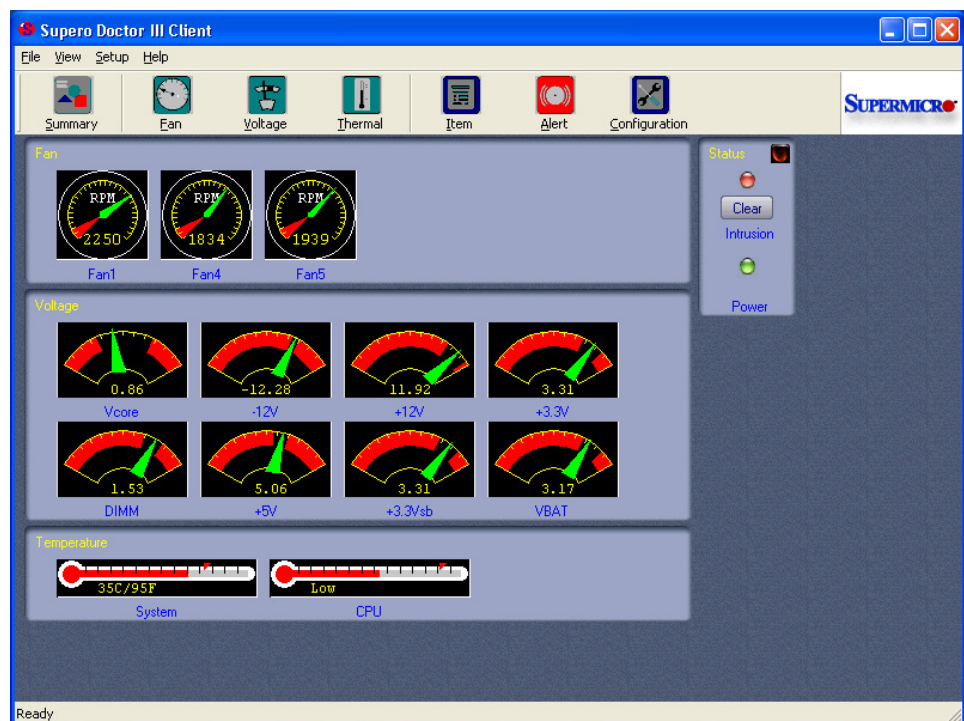 Supero Doctor III Client
File View Setup Help
Summary Fan Voltage Thermal Item Alert Configuration
SUPERMICRO
Fan
RPM RPM RPM
2250 1834 1939
Fan1 Fan4 Fan5
Status
Clear
Intrusion
Power
Voltage
0.86 -12.28 11.92 3.31
Vcore -12V +12V +3.3V
1.53 5.06 3.31 3.17
DIMM +5V +3.3Vsb VBAT
Temperature
35C/95F Low
System CPU
Ready